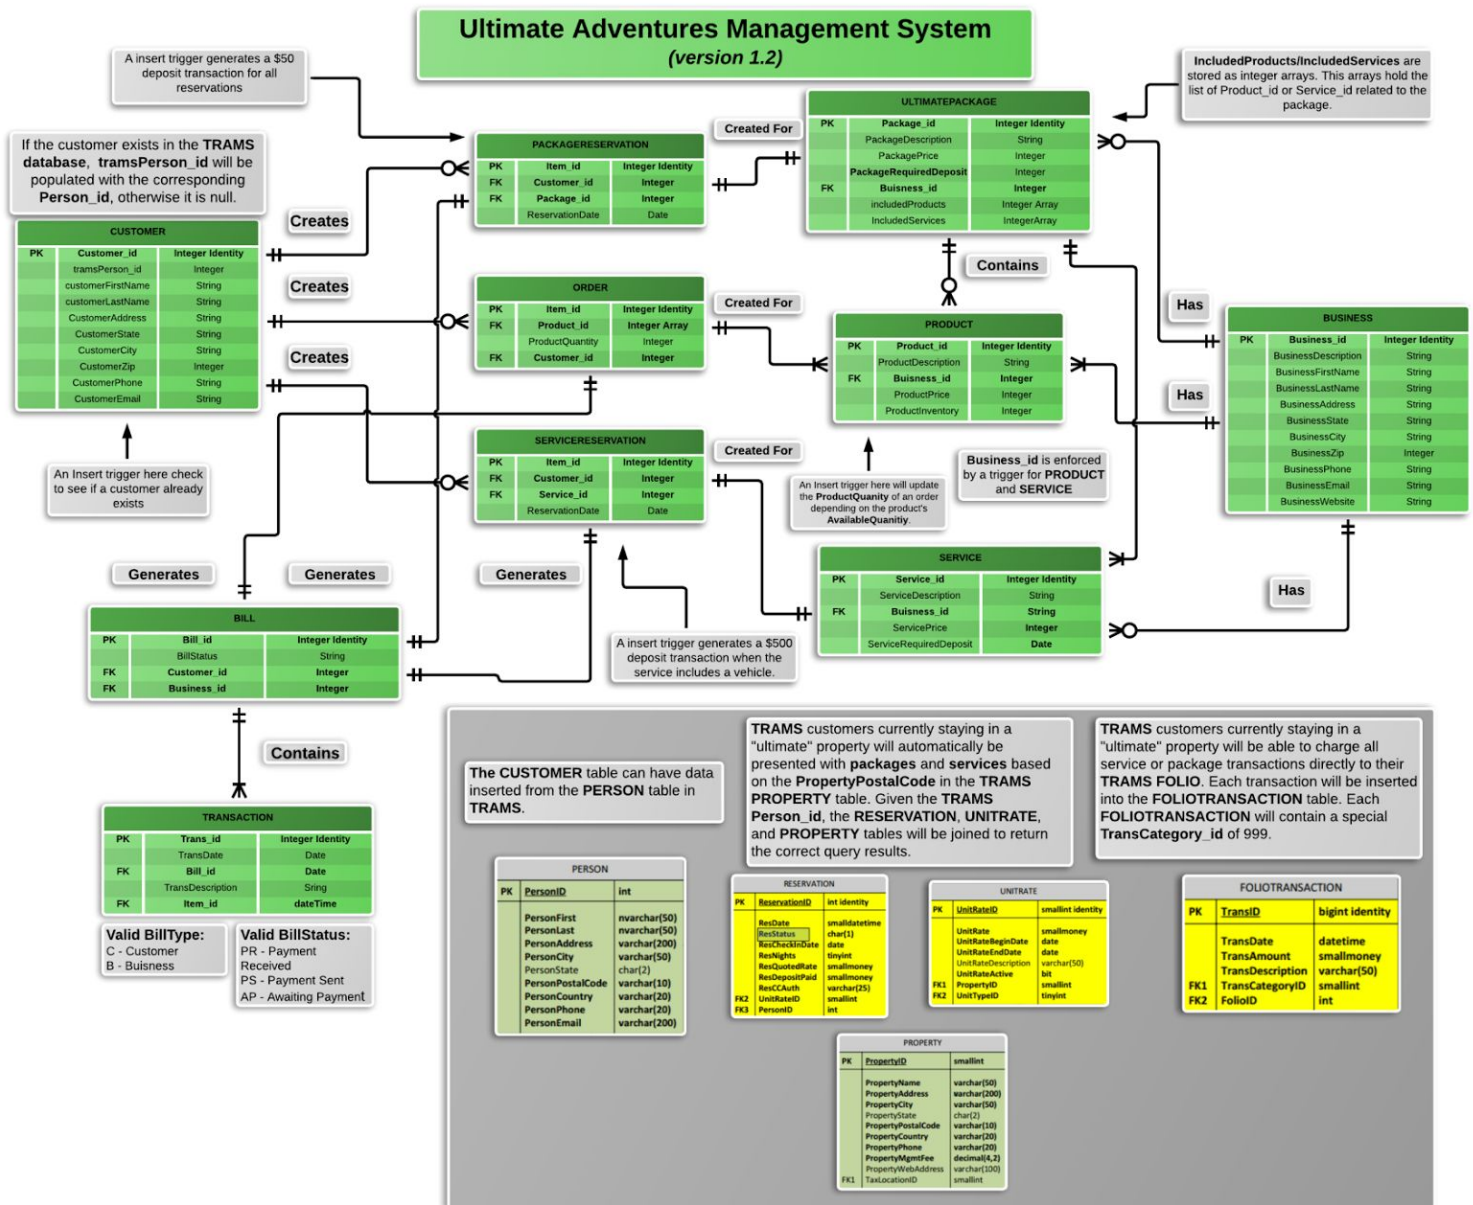 Ultimate Adventures Management System
(version 1.2)
A insert trigger generates a $50
deposit transaction for all
reservations
IncludedProducts/IncludedServices are
stored as integer arrays. This arrays hold the
list of Product_id or Service_id related to the
package.
If the customer exists in the TRAMS
database, tramsPerson_id will be
populated with the corresponding
Person_id, otherwise it is null.
Creates
Creates
Creates
CUSTOMER
PK Customer_id Integer Identity
tramsPerson_id Integer
customerFirstName String
customerLastName String
CustomerAddress String
CustomerState String
CustomerCity String
CustomerZip Integer
CustomerPhone String
CustomerEmail String
An Insert trigger here check
to see if a customer already
exists
PACKAGERESERVATION
PK Item_id Integer Identity
FK Customer_id Integer
FK Package_id Integer
ReservationDate Date
Created For
ULTIMATEPACKAGE
PK Package_id Integer Identity
PackageDescription String
PackagePrice Integer
PackageRequiredDeposit Integer
FK Buisness_id Integer
includedProducts Integer Array
IncludedServices IntegerArray
Contains
ORDER
PK Item_id Integer Identity
FK Product_id Integer Array
ProductQuantity Integer
FK Customer_id Integer
Created For
PRODUCT
PK Product_id Integer Identity
ProductDescription String
FK Buisness_id Integer
ProductPrice Integer
ProductInventory Integer
Has
Has
Has
BUSINESS
PK Business_id Integer Identity
BusinessDescription String
BusinessFirstName String
BusinessLastName String
BusinessAddress String
BusinessState String
BusinessCity String
BusinessZip Integer
BusinessPhone String
BusinessEmail String
BusinessWebsite String
SERVICERESERVATION
PK Item_id Integer Identity
FK Customer_id Integer
FK Service_id Integer
ReservationDate Date
Created For
An Insert trigger here will update
the ProductQuanity of an order
depending on the product's
AvailableQuanitiy.
Business_id is enforced
by a trigger for PRODUCT
and SERVICE
SERVICE
PK Service_id Integer Identity
ServiceDescription String
FK Buisness_id String
ServicePrice Integer
ServiceRequiredDeposit Date
Generates
Generates
Generates
A insert trigger generates a $500
deposit transaction when the
service includes a vehicle.
BILL
PK Bill_id Integer Identity
BillStatus String
FK Customer_id Integer
FK Business_id Integer
Contains
TRANSACTION
PK Trans_id Integer Identity
TransDate Date
FK Bill_id Date
TransDescription Sring
FK Item_id dateTime
Valid BillType:
C - Customer
B - Buisness
Valid BillStatus:
PR - Payment
Received
PS - Payment Sent
AP - Awaiting Payment
The CUSTOMER table can have data
inserted from the PERSON table in
TRAMS.
TRAMS customers currently staying in a
"ultimate" property will automatically be
presented with packages and services based
on the PropertyPostalCode in the TRAMS
PROPERTY table. Given the TRAMS
Person_id, the RESERVATION, UNITRATE,
and PROPERTY tables will be joined to return
the correct query results.
TRAMS customers currently staying in a
"ultimate" property will be able to charge all
service or package transactions directly to their
TRAMS FOLIO. Each transaction will be inserted
into the FOLIOTRANSACTION table. Each
FOLIOTRANSACTION will contain a special
TransCategory_id of 999.
PERSON
PK PersonID int
PersonFirst nvarchar(50)
PersonLast nvarchar(50)
PersonAddress varchar(200)
PersonCity varchar(50)
PersonState char(2)
PersonPostalCode varchar(10)
PersonCountry varchar(20)
PersonPhone varchar(20)
PersonEmail varchar(200)
RESERVATION
PK ReservationID int identity
ResDate smalldatetime
ResStatus char(1)
ResCheckInDate date
ResNights tinyint
ResQuotedRate smallmoney
ResDepositPaid smallmoney
ResCCAuth varchar(25)
FK2 UnitRateID smallint
FK3 PersonID int
UNITRATE
PK UnitRateID smallint identity
UnitRate smallmoney
UnitRateBeginDate date
UnitRateEndDate date
UnitRateDescription varchar(50)
UnitRateActive bit
FK1 PropertyID smallint
FK2 UnitTypeID tinyint
FOLIOTRANSACTION
PK TransID bigint identity
TransDate datetime
TransAmount smallmoney
TransDescription varchar(50)
FK1 TransCategoryID smallint
FK2 FolioID int
PROPERTY
PK PropertyID smallint
PropertyName varchar(50)
PropertyAddress varchar(200)
PropertyCity varchar(50)
PropertyState char(2)
PropertyPostalCode varchar(10)
PropertyCountry varchar(20)
PropertyPhone varchar(20)
PropertyMgmtFee decimal(4,2)
PropertyWebAddress varchar(100)
FK1 TaxLocationID smallint